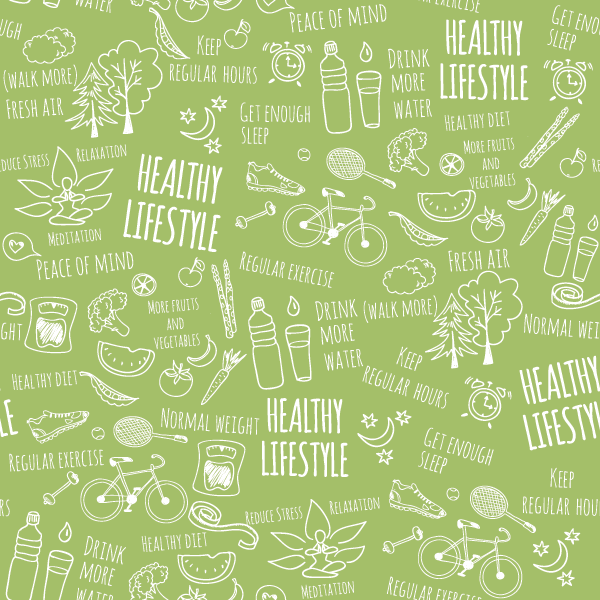 WATER
EXERCISE
PEACE OF MIND
GET ENOUGH
SLEEP
HEALTHY
LIFESTYLE
KEEP
REGULAR HOURS
DRINK
MORE
WATER
(WALK MORE)
FRESH AIR
GET ENOUGH
SLEEP
HEALTHY DIET
MORE FRUITS
AND
VEGETABLES
REDUCE STRESS
RELAXATION
HEALTHY
LIFESTYLE
MEDITATION
PEACE OF MIND
REGULAR EXERCISE
FRESH AIR
(WALK MORE)
MORE FRUITS
AND
VEGETABLES
DRINK
MORE
WATER
NORMAL WEI
GHT
KEEP
REGULAR HOURS
HEALTHY DIET
HEALTHY
LIFESTYLE
NORMAL WEIGHT
HEALTHY
LIFESTYLE
LE
GET ENOUGH
SLEEP
REGULAR EXERCISE
KEEP
REGULAR HOURS
REDUCE STRESS
RELAXATION
DRINK
MORE
WATER
HEALTHY DIET
MEDITATION
REGULAR EXERCISE